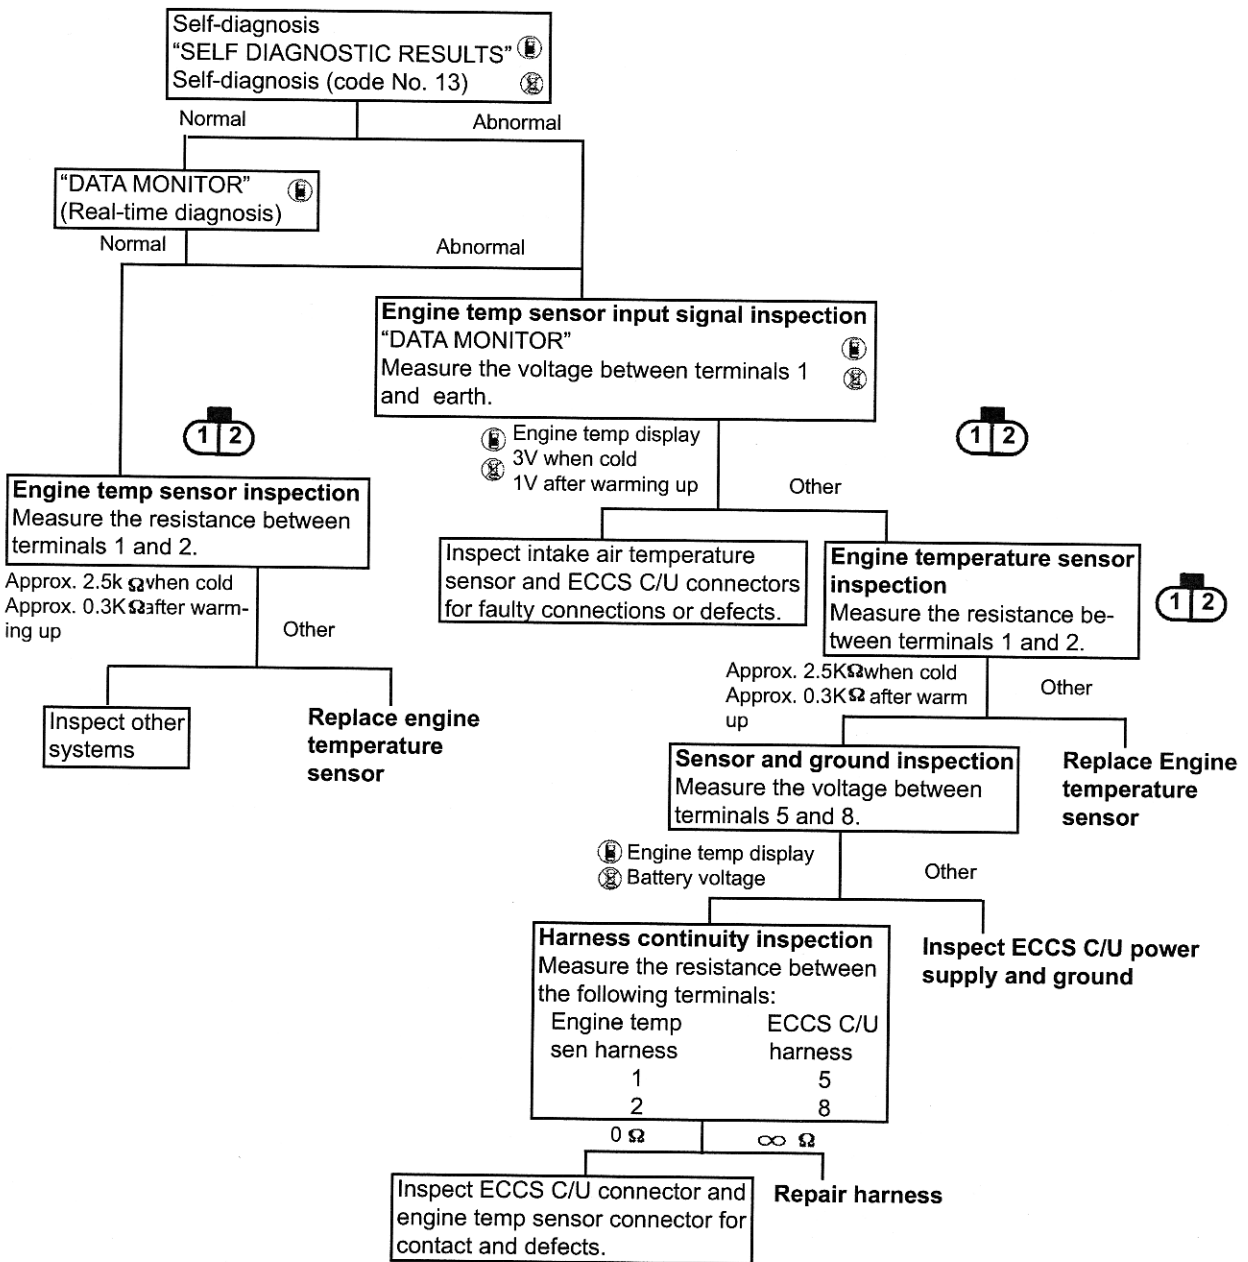 Self-diagnosis
“SELF DIAGNOSTIC RESULTS”
Self-diagnosis (code No. 13)
Normal
Abnormal
“DATA MONITOR”
(Real-time diagnosis)
Normal
Abnormal
Engine temp sensor input signal inspection
“DATA MONITOR”
Measure the voltage between terminals 1
and earth.
1 2
Engine temp display
3V when cold
1V after warming up
Other
1 2
Engine temp sensor inspection
Measure the resistance between
terminals 1 and 2.
Approx. 2.5k Ω when cold
Approx. 0.3KΩ after warm-
ing up
Other
Inspect other
systems
Replace engine
temperature
sensor
Inspect intake air temperature
sensor and ECCS C/U connectors
for faulty connections or defects.
Engine temperature sensor
inspection
Measure the resistance be-
tween terminals 1 and 2.
1 2
Approx. 2.5KΩ when cold
Approx. 0.3KΩ after warm
up
Other
Sensor and ground inspection
Measure the voltage between
terminals 5 and 8.
Replace Engine
temperature
sensor
Engine temp display
Battery voltage
Other
Harness continuity inspection
Measure the resistance between
the following terminals:
Engine temp ECCS C/U
sen harness harness
1 5
2 8
Inspect ECCS C/U power
supply and ground
0 Ω
∞ Ω
Inspect ECCS C/U connector and
engine temp sensor connector for
contact and defects.
Repair harness